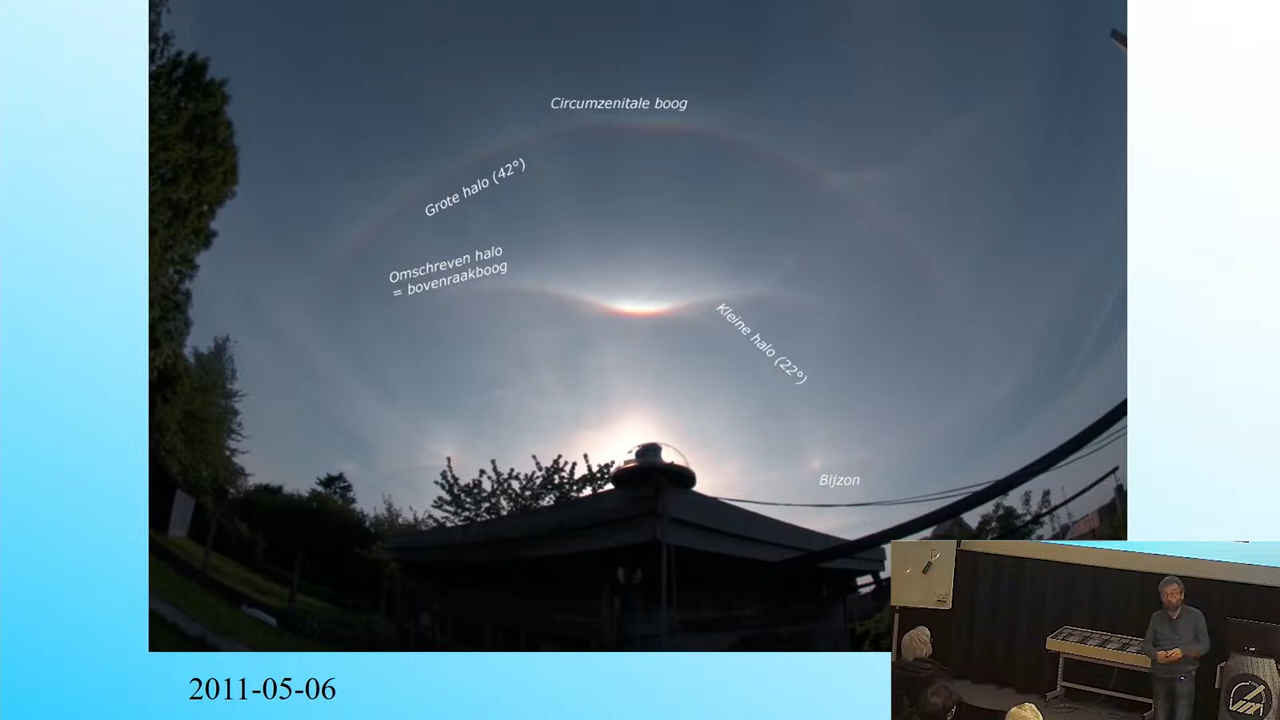 Circumzenitale boog
Grote halo (42°)
Omschreven halo
= bovenraakboog
Kleine halo (22°)
Bijzon
2011-05-06